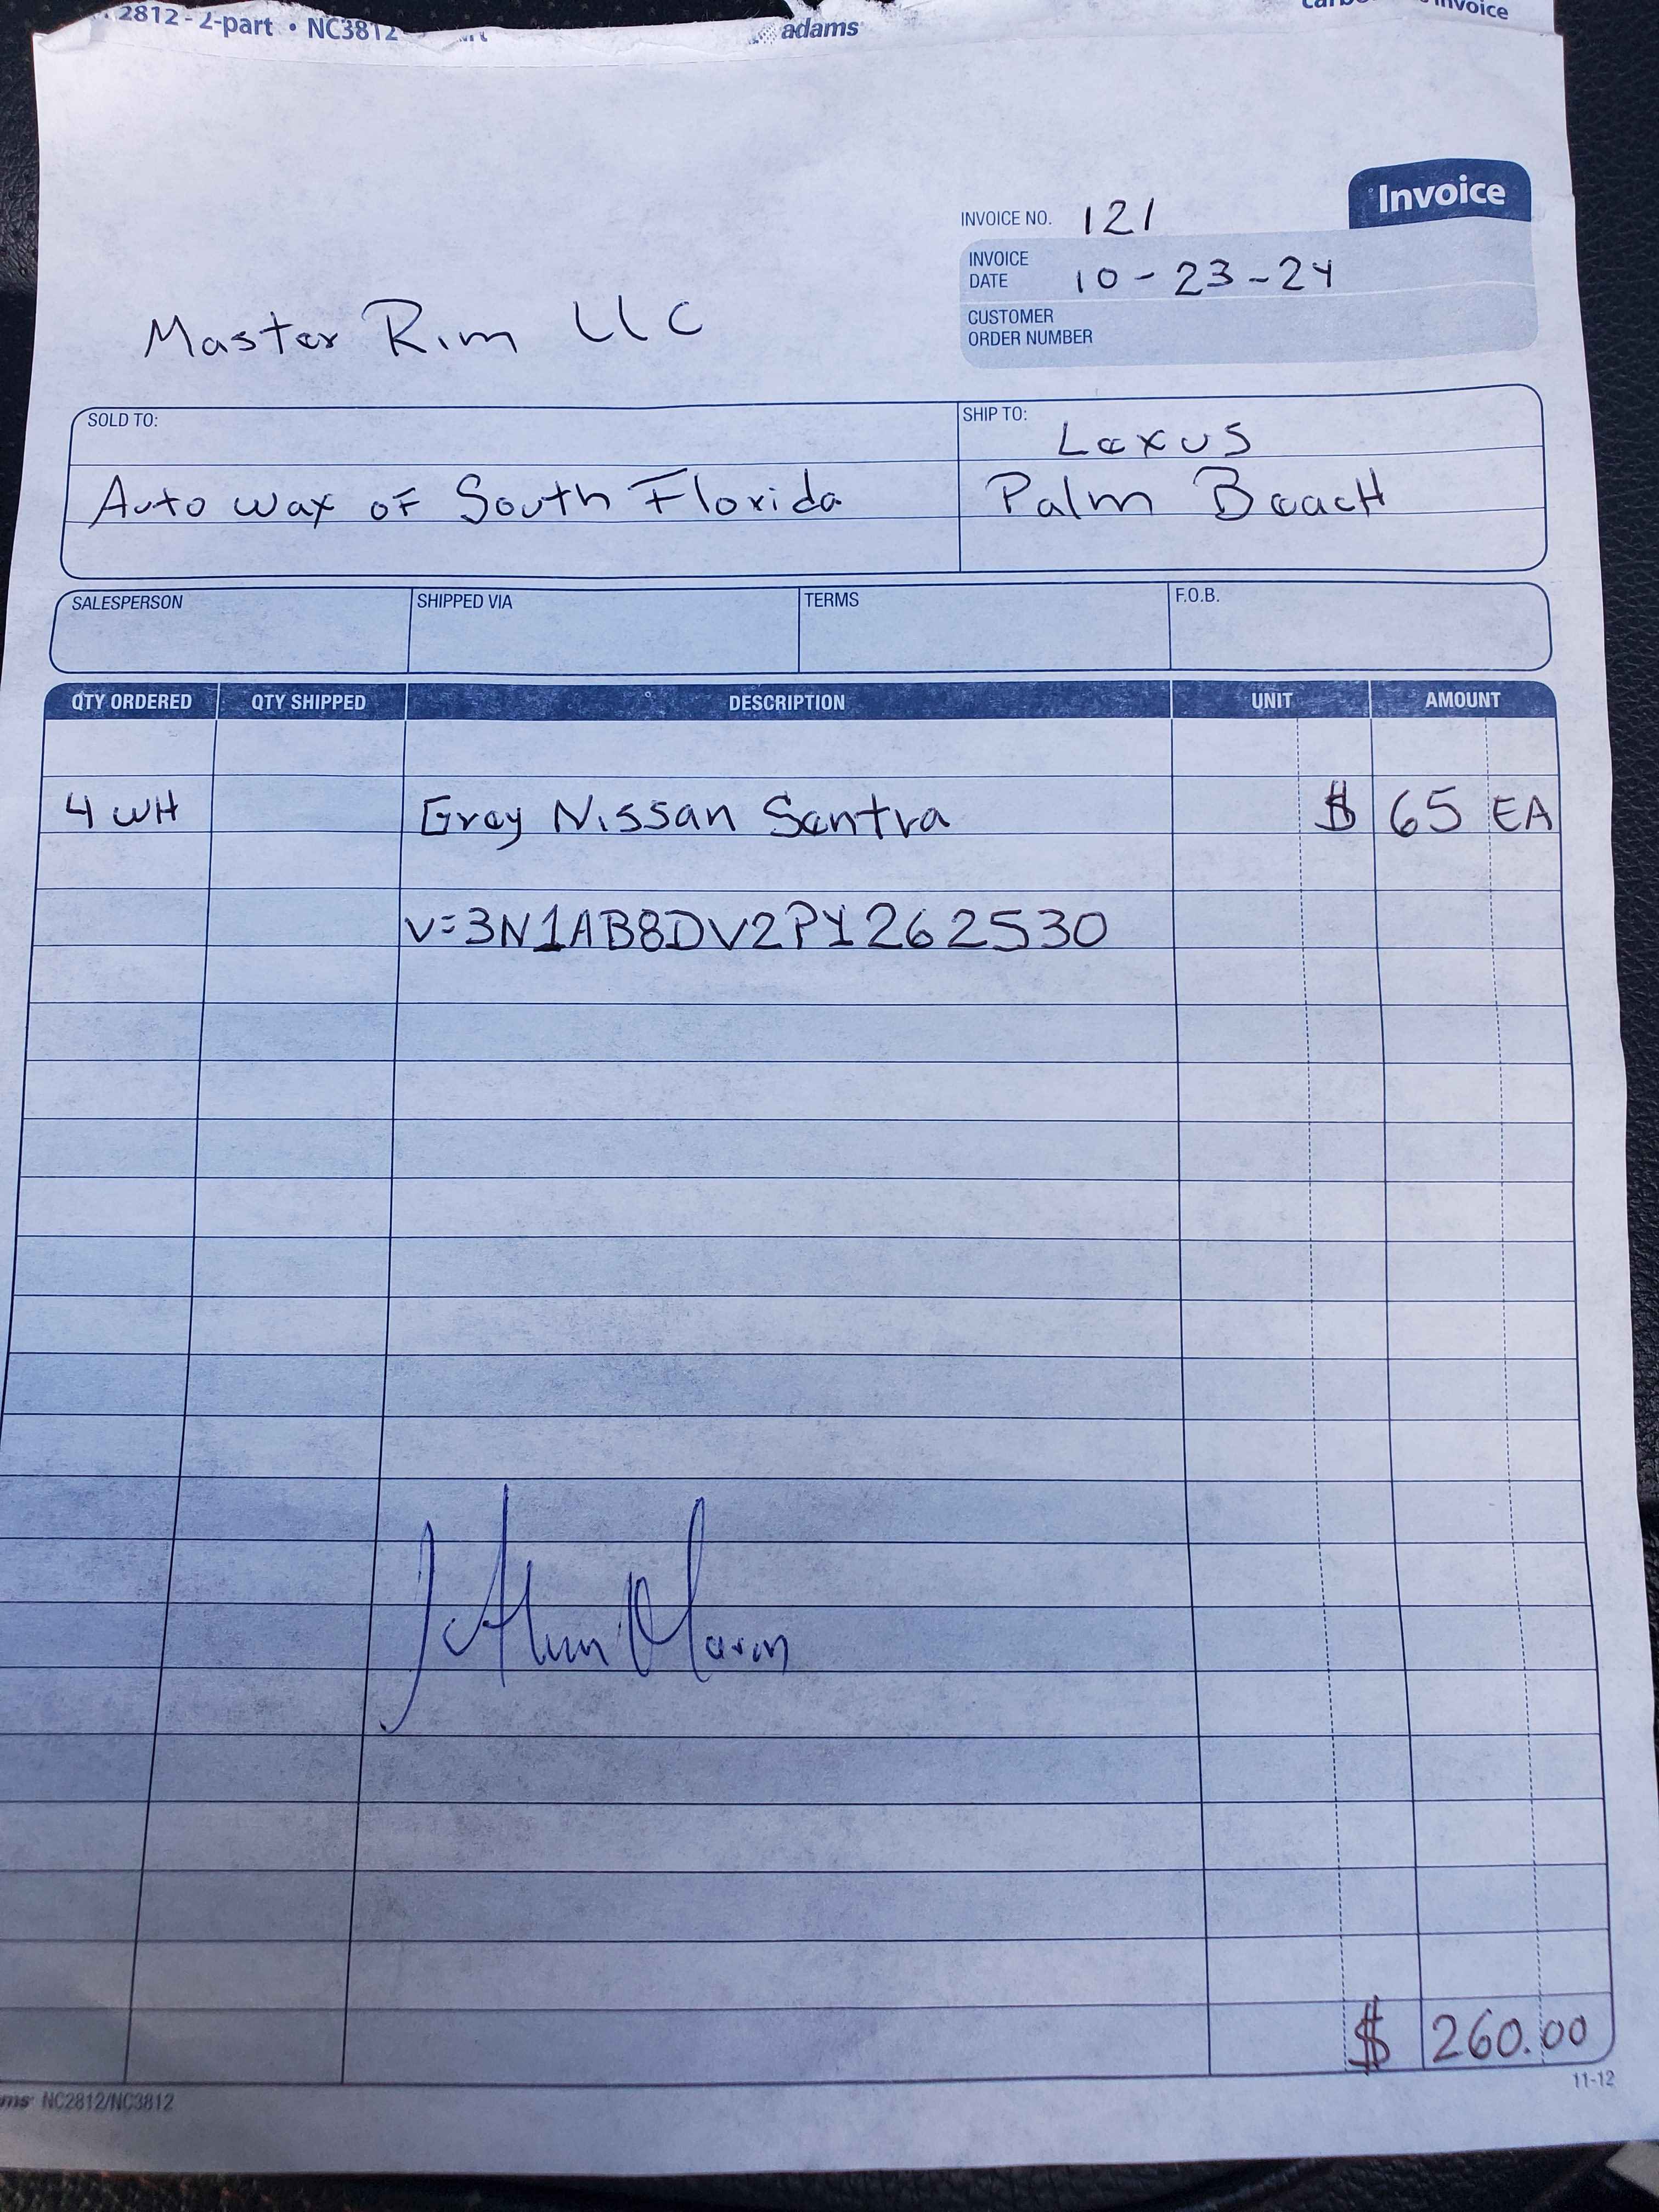 2812 - 2-part • NC3812
adams
Invoice
Invoice
INVOICE NO. 121
INVOICE DATE 10-23-24
CUSTOMER ORDER NUMBER
Master Rim LLC
SOLD TO:
Auto Wax of South Florida
SHIP TO:
Lexus
Palm Beach
SALESPERSON SHIPPED VIA TERMS F.O.B.
QTY ORDERED QTY SHIPPED DESCRIPTION UNIT AMOUNT
4 WH Grey Nissan Sentra $ 65 EA
V=3N1AB8DV2PY262530
$ 260.00
NC2812/NC3812
11-12